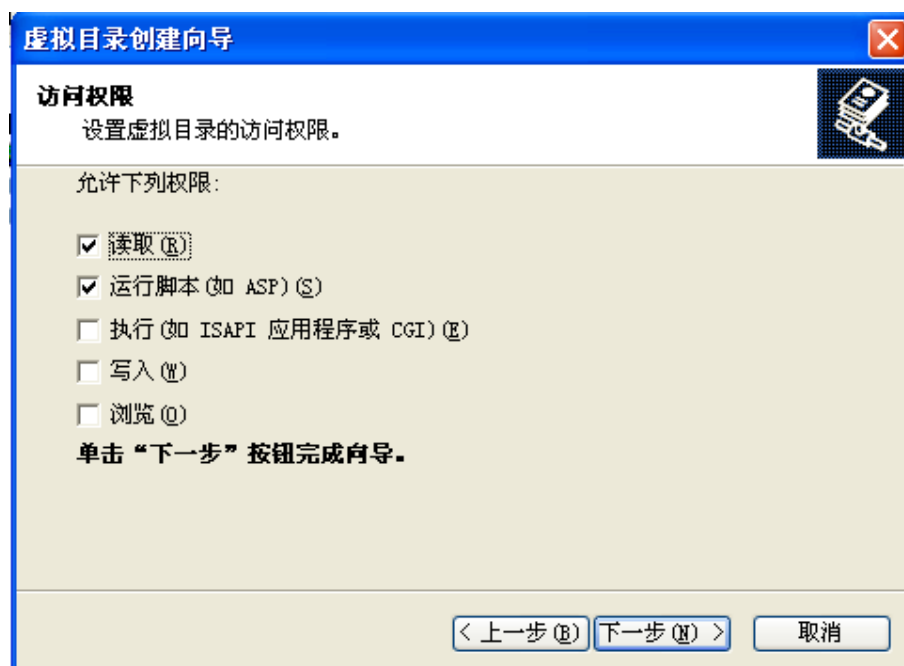 虚拟目录创建向导
访问权限
设置虚拟目录的访问权限。
允许下列权限:
读取(R)
运行脚本(如 ASP)(S)
执行(如 ISAPI 应用程序或 CGI)(E)
写入(W)
浏览(O)
单击“下一步”按钮完成向导。
< 上一步(B) 下一步(N) > 取消